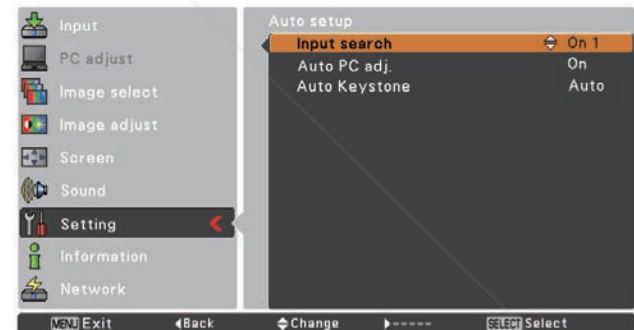 Input
PC adjust
Image select
Image adjust
Screen
Sound
Setting
Information
Network
Auto setup
Input search On 1
Auto PC adj. On
Auto Keystone Auto
MENU Exit Back Change ----- SELECT Select